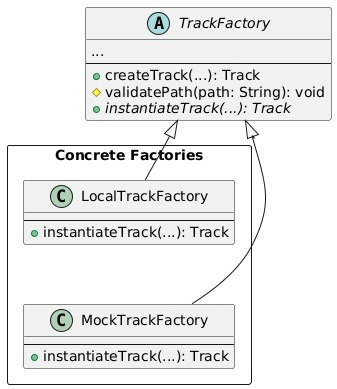 A TrackFactory
...
createTrack(...): Track
validatePath(path: String): void
instantiateTrack(...): Track
Concrete Factories
C LocalTrackFactory
instantiateTrack(...): Track
C MockTrackFactory
instantiateTrack(...): Track